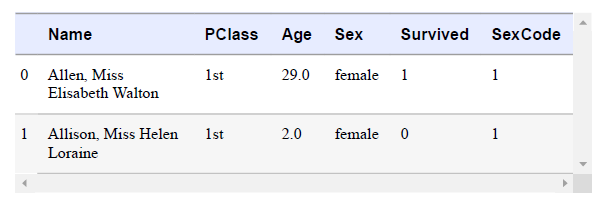 Name PClass Age Sex Survived SexCode
0 Allen, Miss 1st 29.0 female 1 1
Elisabeth Walton
1 Allison, Miss Helen 1st 2.0 female 0 1
Loraine